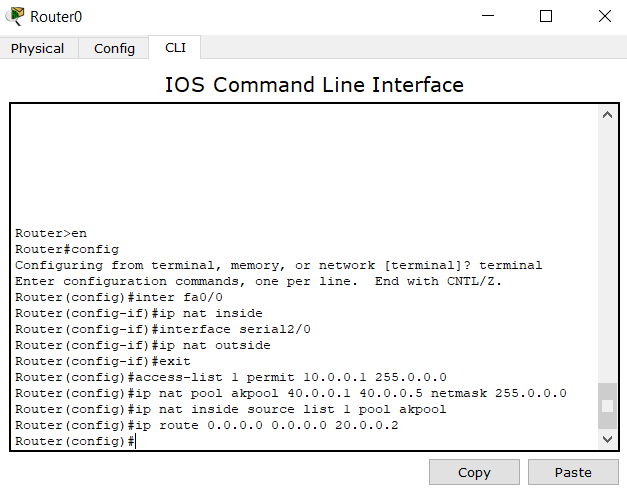 Router0
Physical Config CLI
IOS Command Line Interface
Router>en
Router#config
Configuring from terminal, memory, or network [terminal]? terminal
Enter configuration commands, one per line.  End with CNTL/Z.
Router(config)#inter fa0/0
Router(config-if)#ip nat inside
Router(config-if)#interface serial2/0
Router(config-if)#ip nat outside
Router(config-if)#exit
Router(config)#access-list 1 permit 10.0.0.1 255.0.0.0
Router(config)#ip nat pool akpool 40.0.0.1 40.0.0.5 netmask 255.0.0.0
Router(config)#ip nat inside source list 1 pool akpool
Router(config)#ip route 0.0.0.0 0.0.0.0 20.0.0.2
Router(config)#
Copy Paste